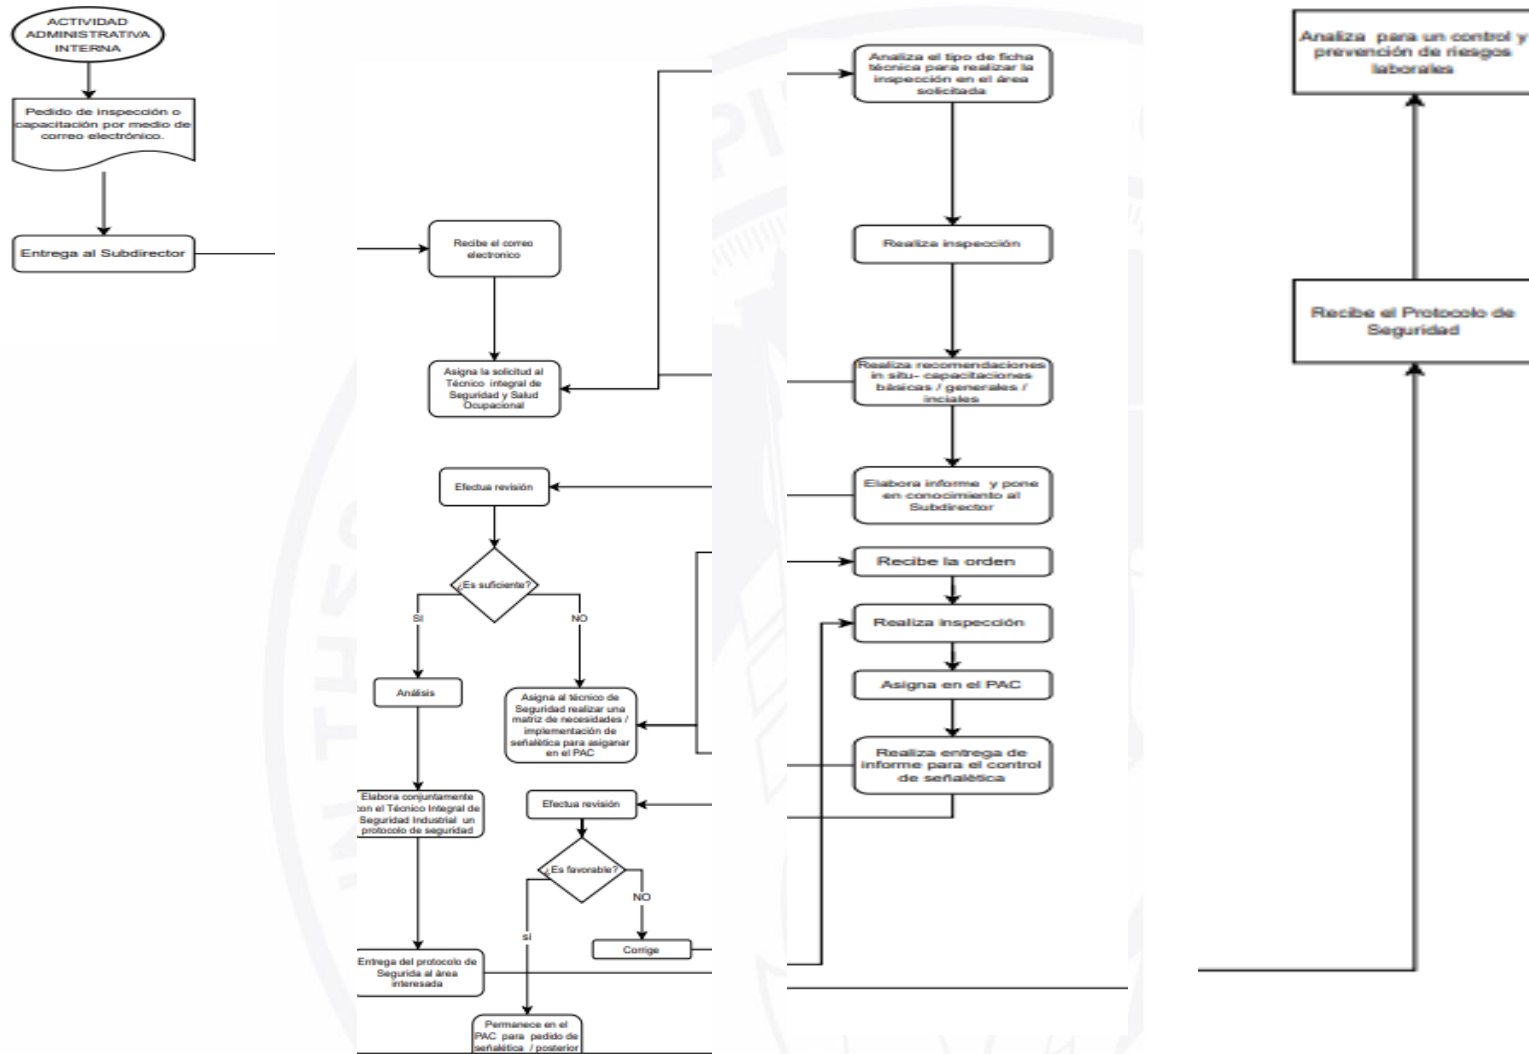 ACTIVIDAD
ADMINISTRATIVA
INTERNA
Pedido de inspección o
capacitación por medio de
correo electrónico.
Entrega al Subdirector
Recibe el correo
electronico
Asigna la solicitud al
Técnico integral de
Seguridad y Salud
Ocupacional
Efectua revisión
¿Es suficiente?
SI
NO
Análisis
Asigna al técnico de
Seguridad realizar una
matriz de necesidades /
implementación de
señalética para asiganar
en el PAC
Elabora conjuntamente
con el Técnico Integral de
Seguridad Industrial un
protocolo de seguridad
Efectua revisión
¿Es favorable?
NO
sí
Corrige
Entrega del protocolo de
Segurida al área
interesada
Permanece en el
PAC para pedido de
señalética / posterior
Analiza el tipo de ficha
técnica para realizar la
inspección en el área
solicitada
Realiza inspección
Realiza recomendaciones
in situ- capacitaciones
básicas / generales /
inciales
Elabora informe y pone
en conocimiento al
Subdirector
Recibe la orden
Realiza inspección
Asigna en el PAC
Realiza entrega de
informe para el control
de señalética
Analiza para un control y
prevención de riesgos
laborales
Recibe el Protocolo de
Seguridad